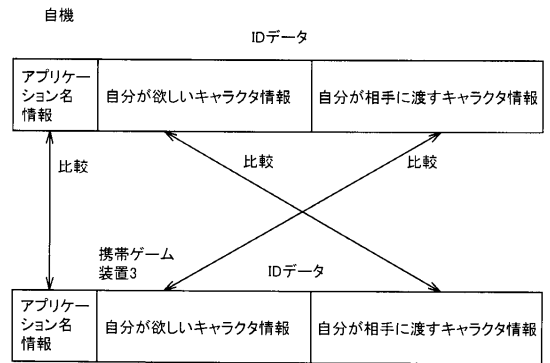 自機
IDデータ
アプリケー
ション名
情報
自分が欲しいキャラクタ情報
自分が相手に渡すキャラクタ情報
比較
比較
比較
携帯ゲーム
装置3
IDデータ
アプリケー
ション名
情報
自分が欲しいキャラクタ情報
自分が相手に渡すキャラクタ情報